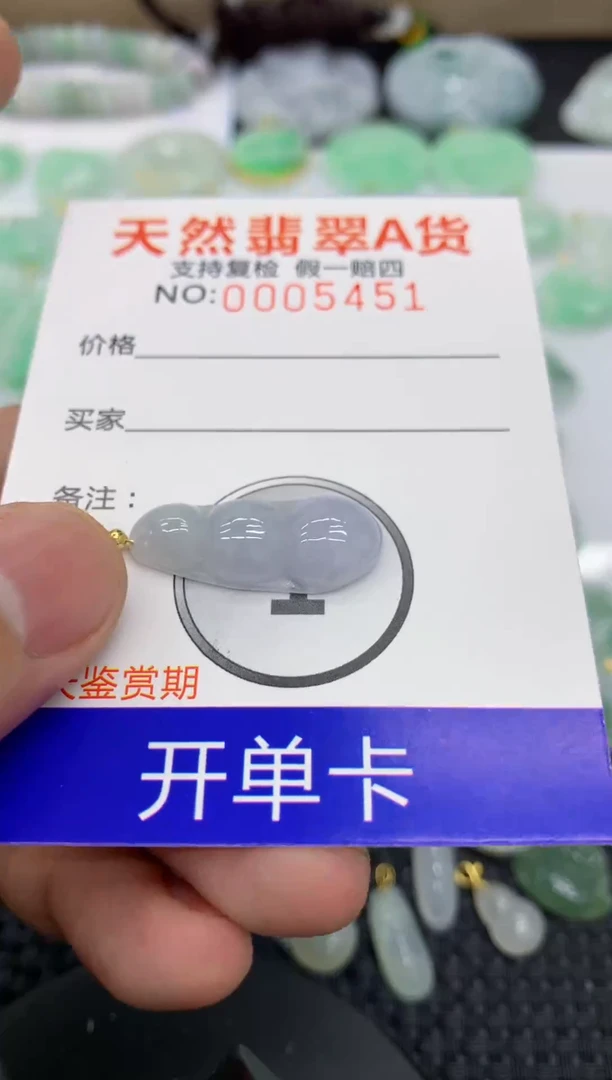 天然翡翠A货
支持复检 假一赔四
NO:0005451
价格
买家
备注：
鉴赏期
开单卡